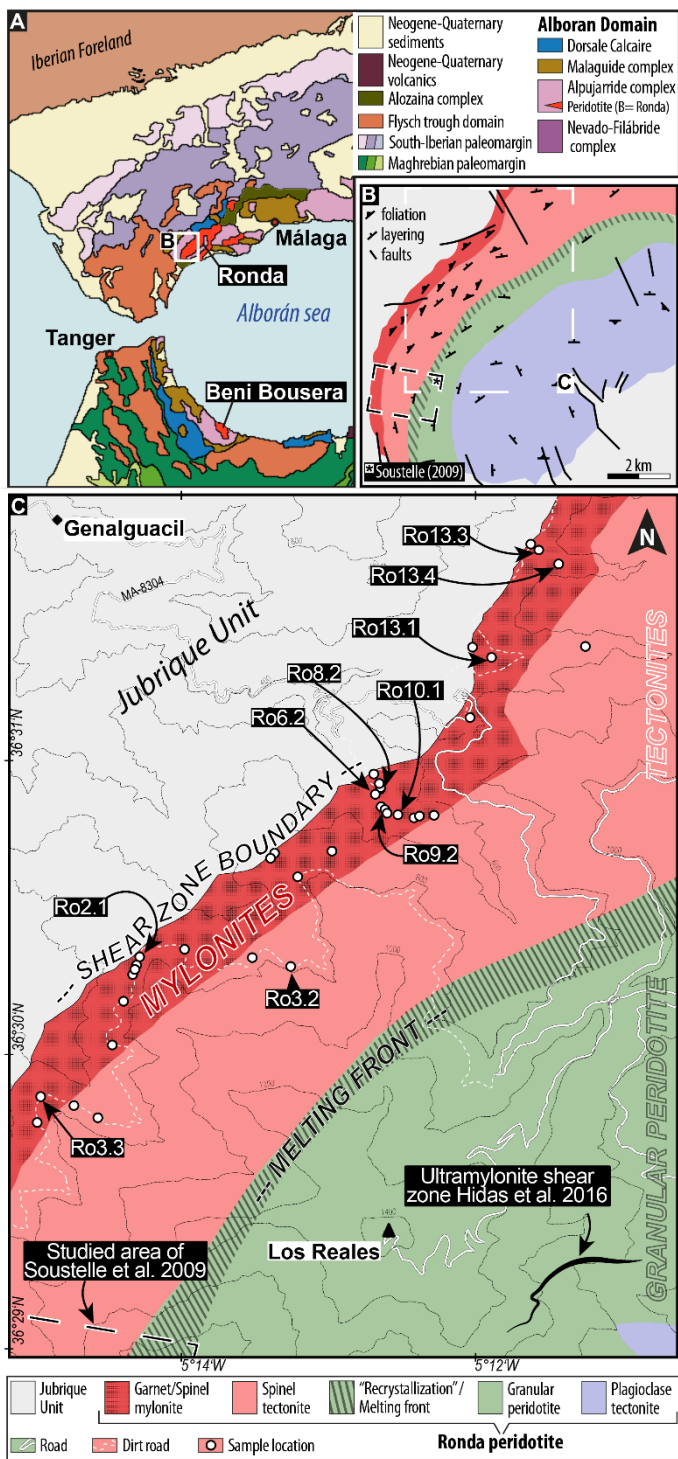 A
Iberian Foreland
B
Málaga
Ronda
Alborán sea
Tanger
Beni Bousera
Neogene-Quaternary
sediments
Neogene-Quaternary
volcanics
Alozaina complex
Flysch trough domain
South-Iberian paleomargin
Maghrebian paleomargin
Alboran Domain
Dorsale Calcaire
Malaguide complex
Alpujarride complex
Peridotite (B= Ronda)
Nevado-Filábride
complex
B
foliation
layering
faults
*
C
* Soustelle (2009)
2 km
C
Genalguacil
MA-8304
N
Ro13.3
Ro13.4
Ro13.1
Jubrique Unit
Ro8.2
Ro10.1
Ro6.2
Ro9.2
TECTONITES
36°31'
SHEAR ZONE BOUNDARY
Ro2.1
MYLONITES
Ro3.2
36°30'
MELTING FRONT
Ro3.3
GRANULAR PERIDOTITE
Ultramylonite shear
zone Hidas et al. 2016
1400
Los Reales
Studied area of
Soustelle et al. 2009
36°29'
5°14'
5°12'
Jubrique
Unit
Garnet/Spinel
mylonite
Spinel
tectonite
"Recrystallization"/
Melting front
Granular
peridotite
Plagioclase
tectonite
Road
Dirt road
Sample location
Ronda peridotite